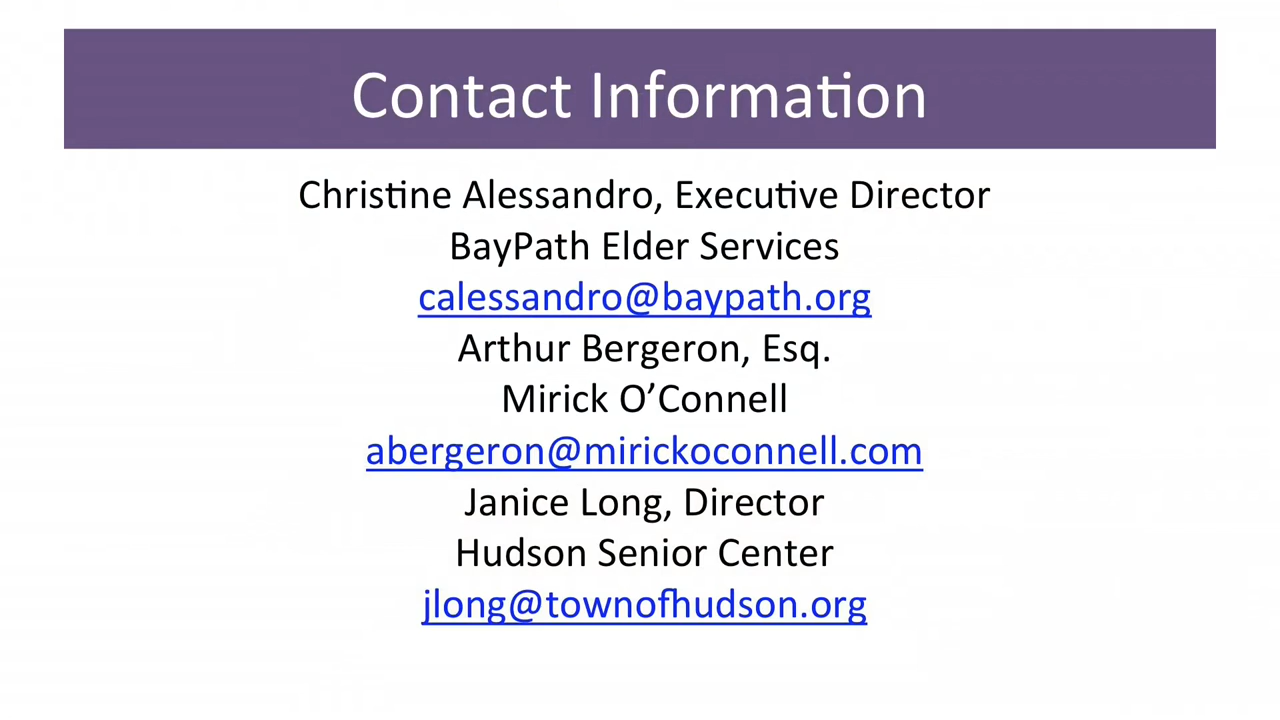 Contact Information
Christine Alessandro, Executive Director
BayPath Elder Services
calessandro@baypath.org
Arthur Bergeron, Esq.
Mirick O’Connell
abergeron@mirickoconnell.com
Janice Long, Director
Hudson Senior Center
jlong@townofhudson.org